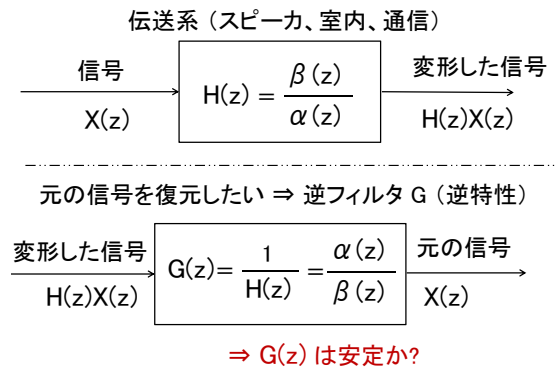 伝送系（スピーカ、室内、通信）
信号
X(z)
H(z) = β(z) / α(z)
変形した信号
H(z)X(z)
元の信号を復元したい ⇒ 逆フィルタ G（逆特性）
変形した信号
H(z)X(z)
G(z)= 1 / H(z) = α(z) / β(z)
元の信号
X(z)
⇒ G(z) は安定か?